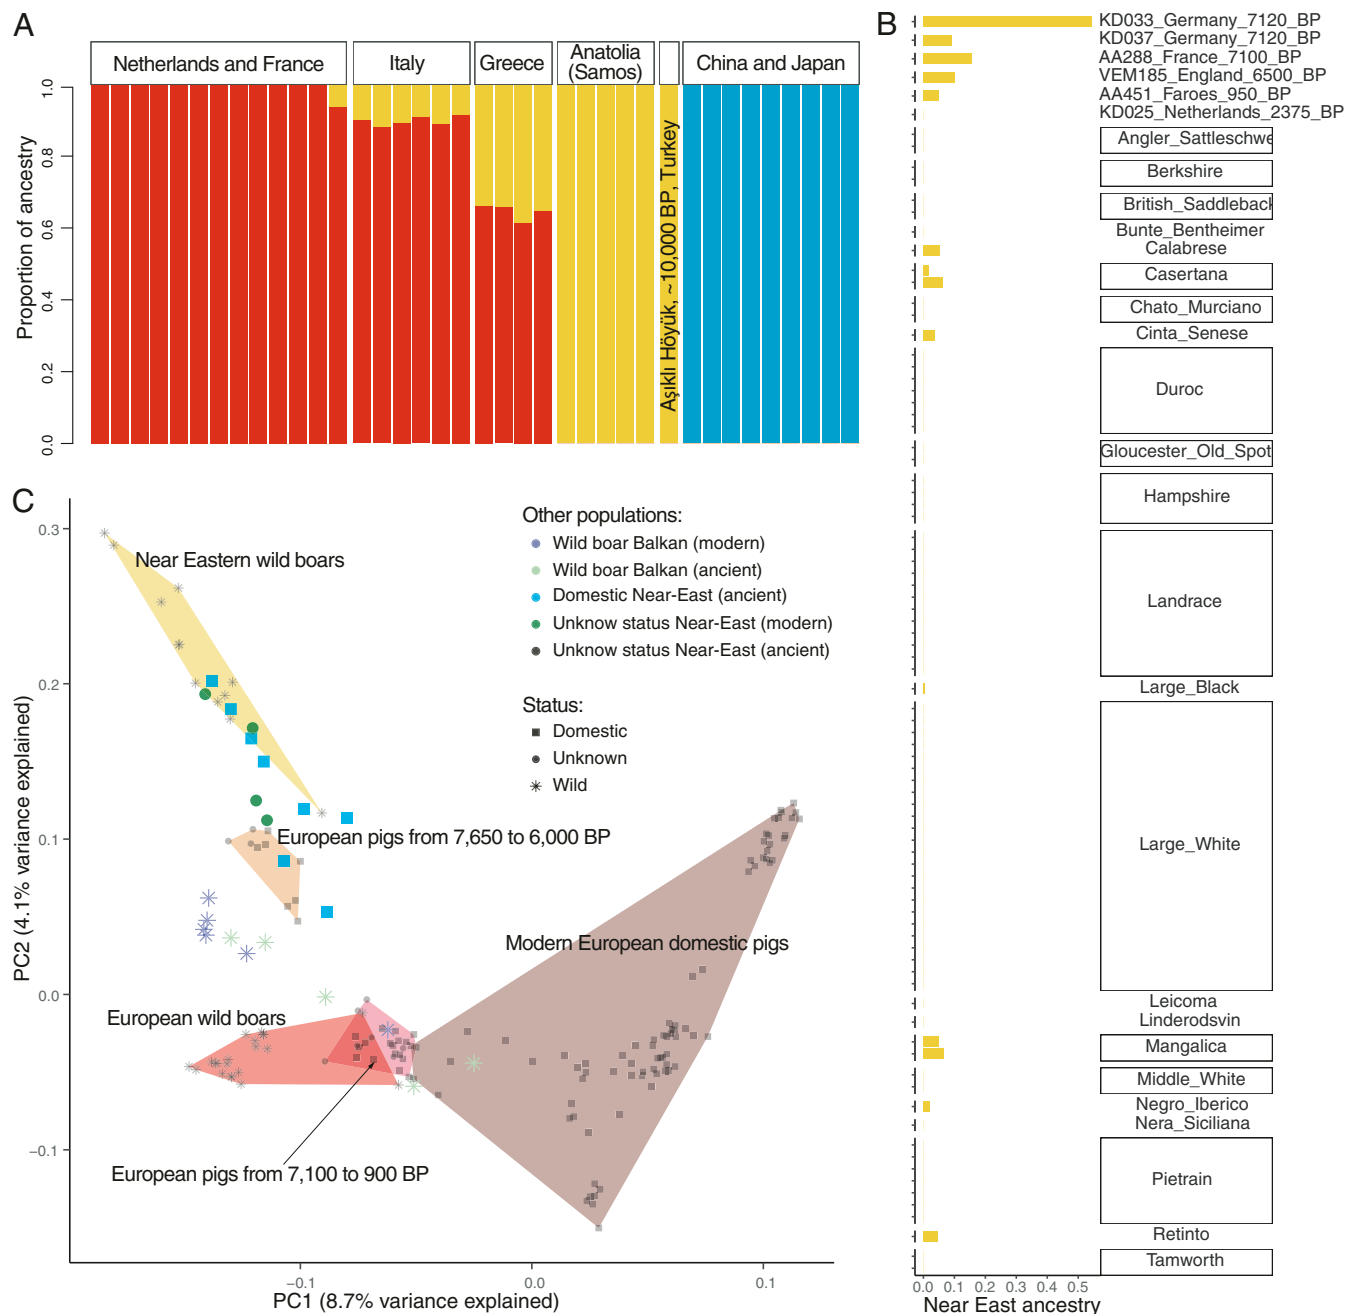 A
Netherlands and France
Italy
Greece
Anatolia
(Samos)
China and Japan
Proportion of ancestry
1.0
0.8
0.6
0.4
0.2
0.0
Aşıklı Höyük, ~10,000 BP, Turkey
B
KD033_Germany_7120_BP
KD037_Germany_7120_BP
AA288_France_7100_BP
VEM185_England_6500_BP
AA451_Faroes_950_BP
KD025_Netherlands_2375_BP
Angler_Sattleschwe
Berkshire
British_Saddleback
Bunte_Bentheimer
Calabrese
Casertana
Chato_Murciano
Cinta_Senese
Duroc
Gloucester_Old_Spot
Hampshire
Landrace
Large_Black
Large_White
Leicoma
Linderodsvin
Mangalica
Middle_White
Negro_Iberico
Nera_Siciliana
Pietrain
Retinto
Tamworth
0.0 0.1 0.2 0.3 0.4 0.5
Near East ancestry
C
PC2 (4.1% variance explained)
0.3
0.2
0.1
0.0
−0.1
Near Eastern wild boars
European pigs from 7,650 to 6,000 BP
Modern European domestic pigs
European wild boars
European pigs from 7,100 to 900 BP
Other populations:
Wild boar Balkan (modern)
Wild boar Balkan (ancient)
Domestic Near-East (ancient)
Unknow status Near-East (modern)
Unknow status Near-East (ancient)
Status:
Domestic
Unknown
Wild
−0.1 0.0 0.1
PC1 (8.7% variance explained)